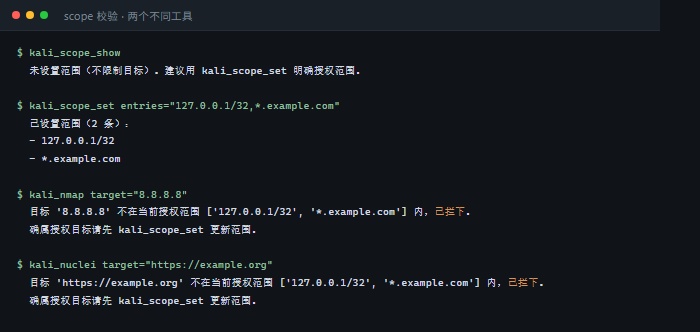 scope 校验 · 两个不同工具
$ kali_scope_show
未设置范围（不限制目标）. 建议用 kali_scope_set 明确授权范围.
$ kali_scope_set entries="127.0.0.1/32,*.example.com"
已设置范围（2 条）:
- 127.0.0.1/32
- *.example.com
$ kali_nmap target="8.8.8.8"
目标 '8.8.8.8' 不在当前授权范围 ['127.0.0.1/32', '*.example.com'] 内, 已拦下.
确属授权目标请先 kali_scope_set 更新范围.
$ kali_nuclei target="https://example.org"
目标 'https://example.org' 不在当前授权范围 ['127.0.0.1/32', '*.example.com'] 内, 已拦下.
确属授权目标请先 kali_scope_set 更新范围.